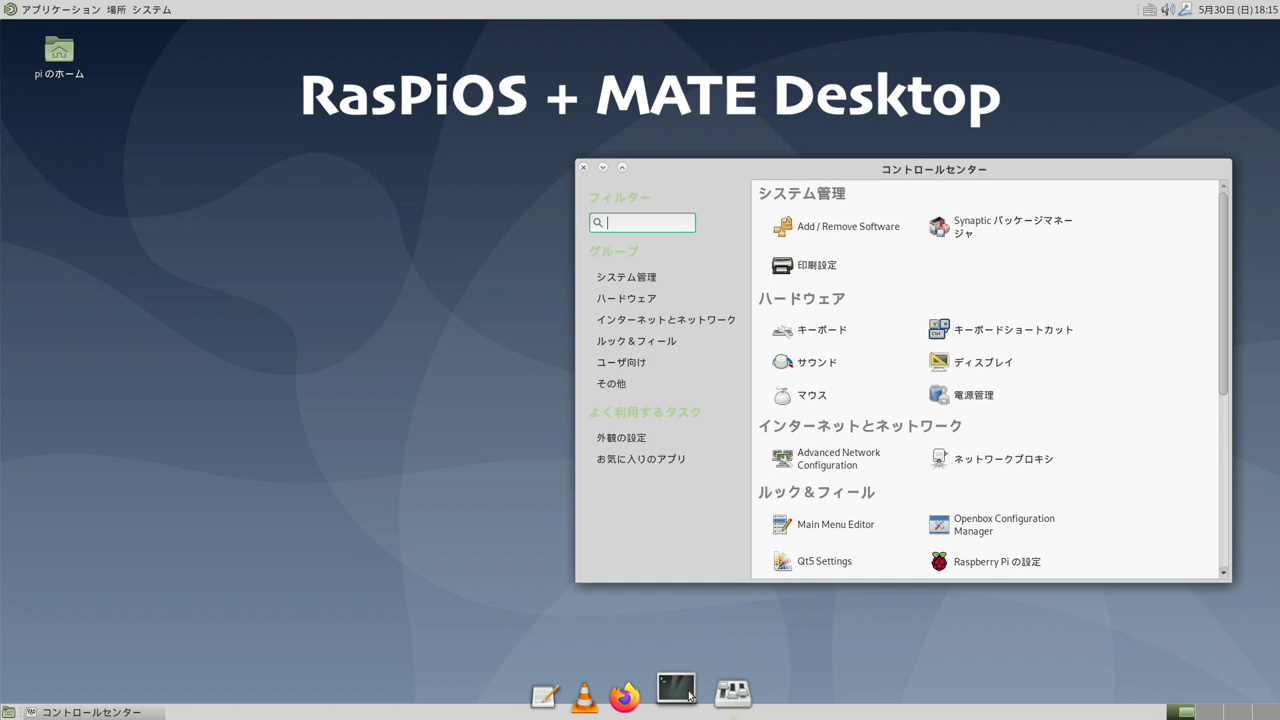 アプリケーション 場所 システム
5月30日 (日) 18:15
pi のホーム
RasPiOS + MATE Desktop
コントロールセンター
フィルター
グループ
システム管理
ハードウェア
インターネットとネットワーク
ルック＆フィール
ユーザ向け
その他
よく利用するタスク
外観の設定
お気に入りのアプリ
システム管理
Add / Remove Software
Synaptic パッケージマネー
ジャ
印刷設定
ハードウェア
キーボード
キーボードショートカット
サウンド
ディスプレイ
マウス
電源管理
インターネットとネットワーク
Advanced Network
Configuration
ネットワークプロキシ
ルック＆フィール
Main Menu Editor
Openbox Configuration
Manager
Qt5 Settings
Raspberry Pi の設定
コントロールセンター